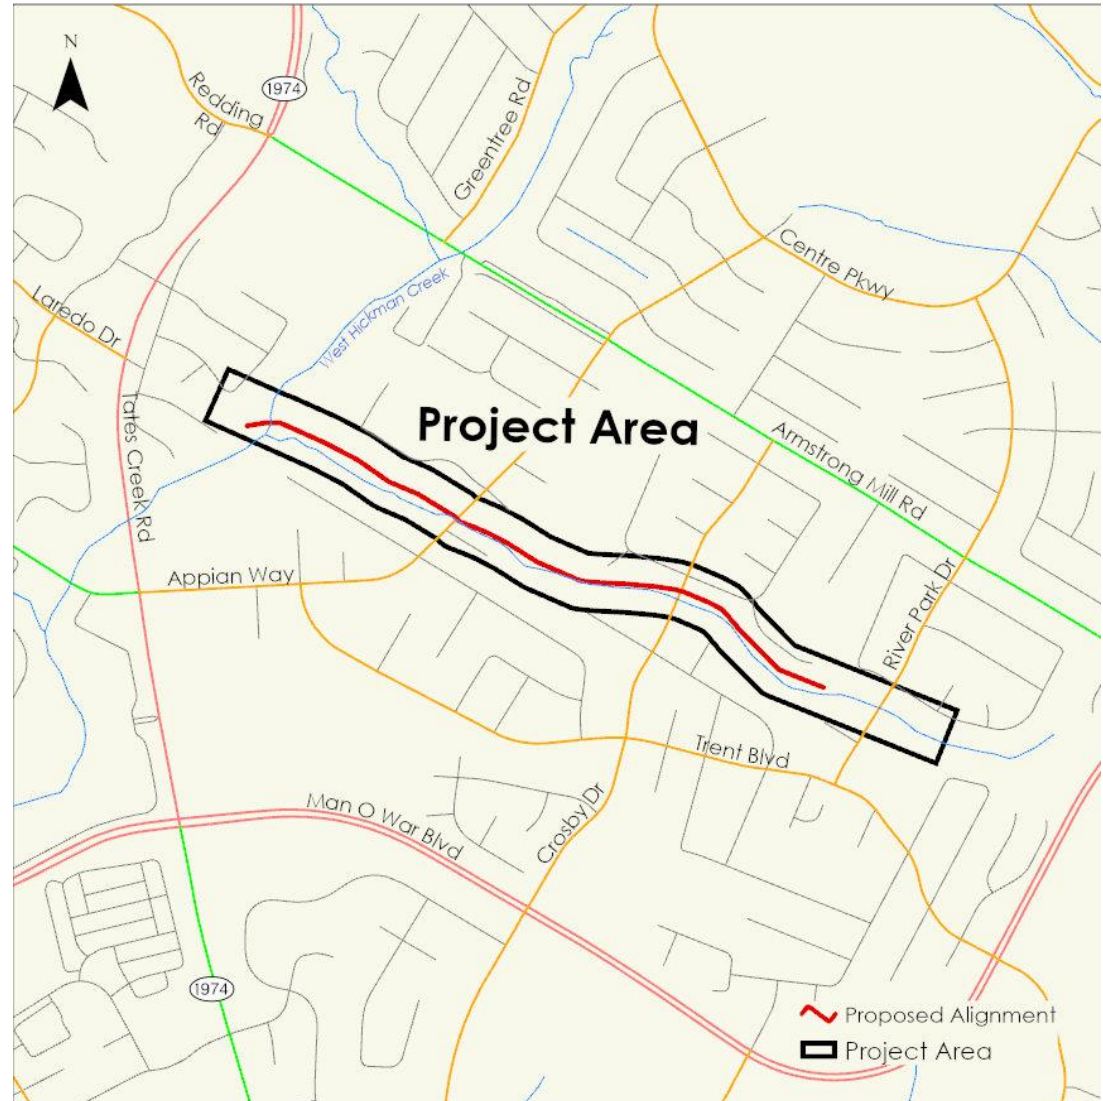 N
1974
Redding
Rd
Greentree Rd
Centre Pkwy
West Hickman Creek
Laredo Dr
Project Area
Tates Creek Rd
Armstrong Mill Rd
Appian Way
River Park Dr
Trent Blvd
Man O War Blvd
Crosby Dr
1974
Proposed Alignment
Project Area